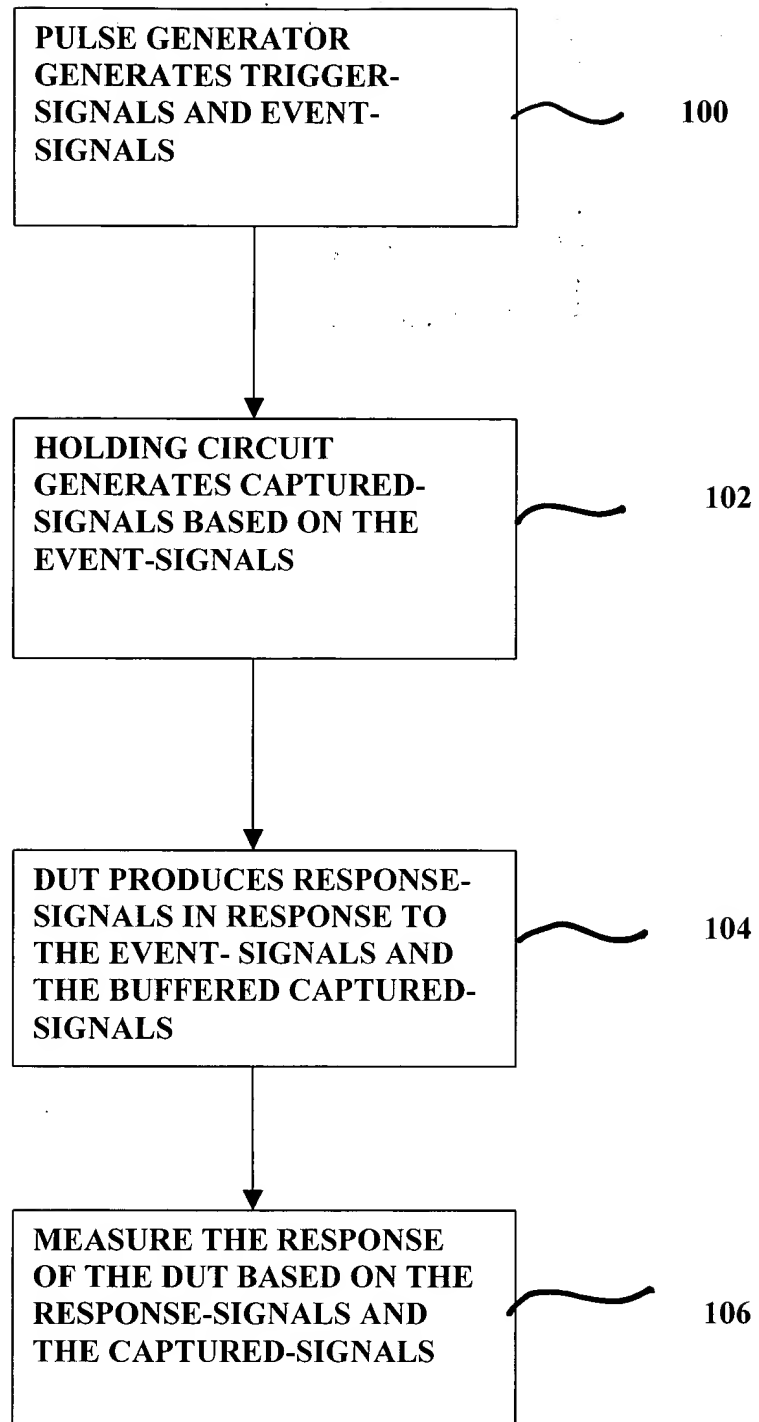 PULSE GENERATOR
GENERATES TRIGGER-
SIGNALS AND EVENT-
SIGNALS
100
HOLDING CIRCUIT
GENERATES CAPTURED-
SIGNALS BASED ON THE
EVENT-SIGNALS
102
DUT PRODUCES RESPONSE-
SIGNALS IN RESPONSE TO
THE EVENT- SIGNALS AND
THE BUFFERED CAPTURED-
SIGNALS
104
MEASURE THE RESPONSE
OF THE DUT BASED ON THE
RESPONSE-SIGNALS AND
THE CAPTURED-SIGNALS
106